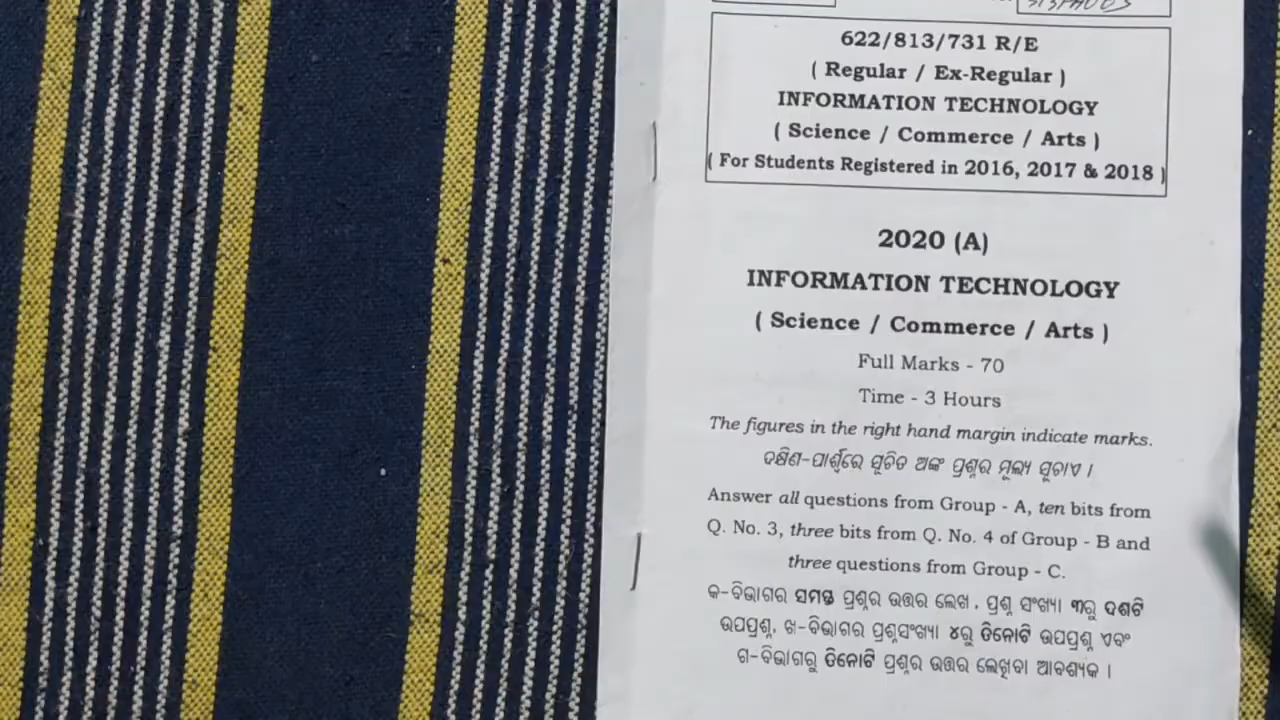 622/813/731 R/E
( Regular / Ex-Regular )
INFORMATION TECHNOLOGY
( Science / Commerce / Arts )
( For Students Registered in 2016, 2017 & 2018 )
2020 (A)
INFORMATION TECHNOLOGY
( Science / Commerce / Arts )
Full Marks - 70
Time - 3 Hours
The figures in the right hand margin indicate marks.
ଦକ୍ଷିଣ-ପାର୍ଶ୍ୱରେ ସୂଚିତ ଅଙ୍କ ପ୍ରଶ୍ନର ମୂଲ୍ୟ ସୂଚାଏ ।
Answer all questions from Group - A, ten bits from
Q. No. 3, three bits from Q. No. 4 of Group - B and
three questions from Group - C.
କ-ବିଭାଗର ସମସ୍ତ ପ୍ରଶ୍ନର ଉତ୍ତର ଲେଖ, ପ୍ରଶ୍ନ ସଂଖ୍ୟା ୩ରୁ ଦଶଟି
ଉପପ୍ରଶ୍ନ, ଖ-ବିଭାଗର ପ୍ରଶ୍ନସଂଖ୍ୟା ୪ରୁ ତିନୋଟି ଉପପ୍ରଶ୍ନ ଏବଂ
ଗ-ବିଭାଗରୁ ତିନୋଟି ପ୍ରଶ୍ନର ଉତ୍ତର ଲେଖିବା ଆବଶ୍ୟକ ।